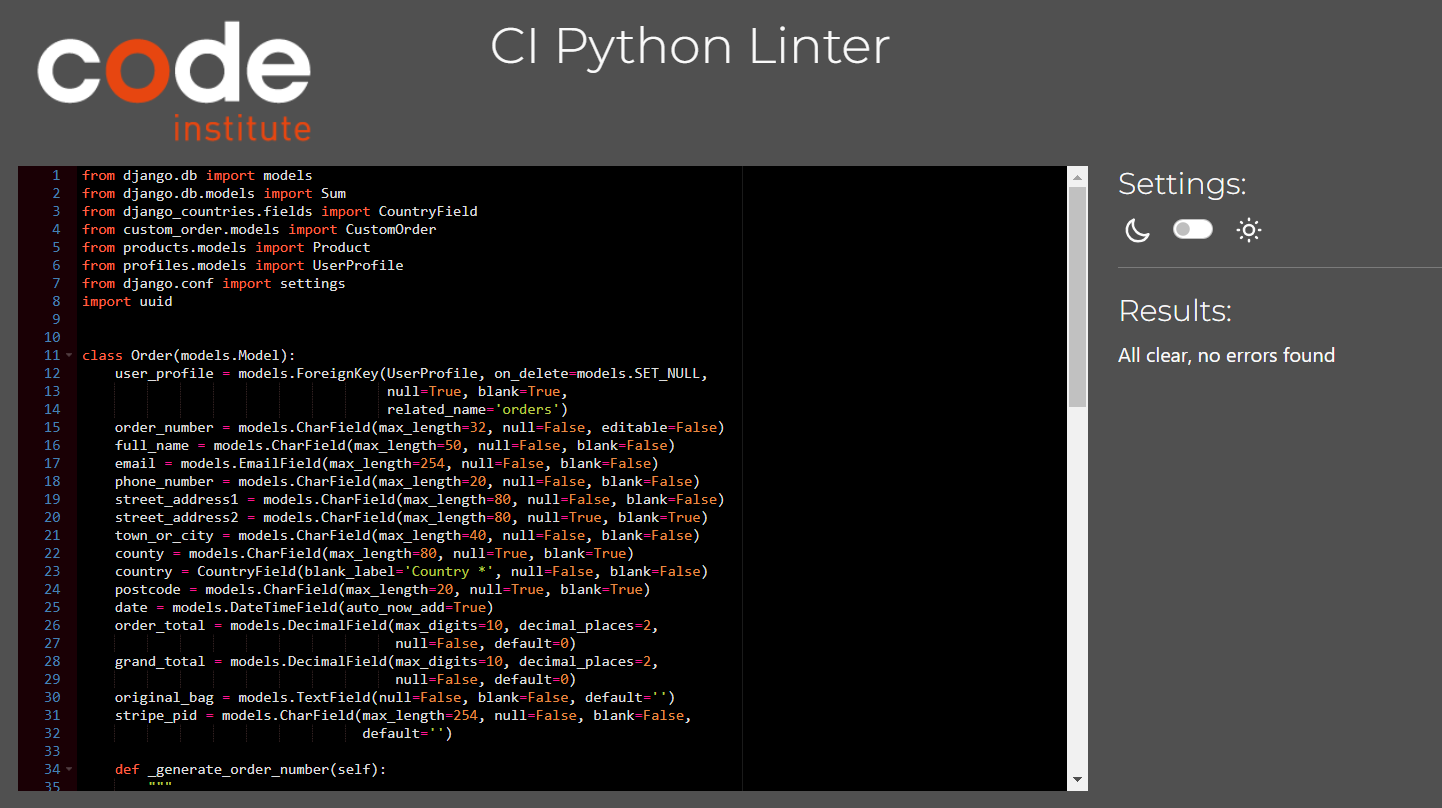 code
institute
CI Python Linter
1 from django.db import models
2 from django.db.models import Sum
3 from django_countries.fields import CountryField
4 from custom_order.models import CustomOrder
5 from products.models import Product
6 from profiles.models import UserProfile
7 from django.conf import settings
8 import uuid
9
10
11 class Order(models.Model):
12     user_profile = models.ForeignKey(UserProfile, on_delete=models.SET_NULL,
13                                      null=True, blank=True,
14                                      related_name='orders')
15     order_number = models.CharField(max_length=32, null=False, editable=False)
16     full_name = models.CharField(max_length=50, null=False, blank=False)
17     email = models.EmailField(max_length=254, null=False, blank=False)
18     phone_number = models.CharField(max_length=20, null=False, blank=False)
19     street_address1 = models.CharField(max_length=80, null=False, blank=False)
20     street_address2 = models.CharField(max_length=80, null=True, blank=True)
21     town_or_city = models.CharField(max_length=40, null=False, blank=False)
22     county = models.CharField(max_length=80, null=True, blank=True)
23     country = CountryField(blank_label='Country *', null=False, blank=False)
24     postcode = models.CharField(max_length=20, null=True, blank=True)
25     date = models.DateTimeField(auto_now_add=True)
26     order_total = models.DecimalField(max_digits=10, decimal_places=2,
27                                       null=False, default=0)
28     grand_total = models.DecimalField(max_digits=10, decimal_places=2,
29                                       null=False, default=0)
30     original_bag = models.TextField(null=False, blank=False, default='')
31     stripe_pid = models.CharField(max_length=254, null=False, blank=False,
32                                   default='')
33
34     def _generate_order_number(self):
35         """
Settings:
Results:
All clear, no errors found